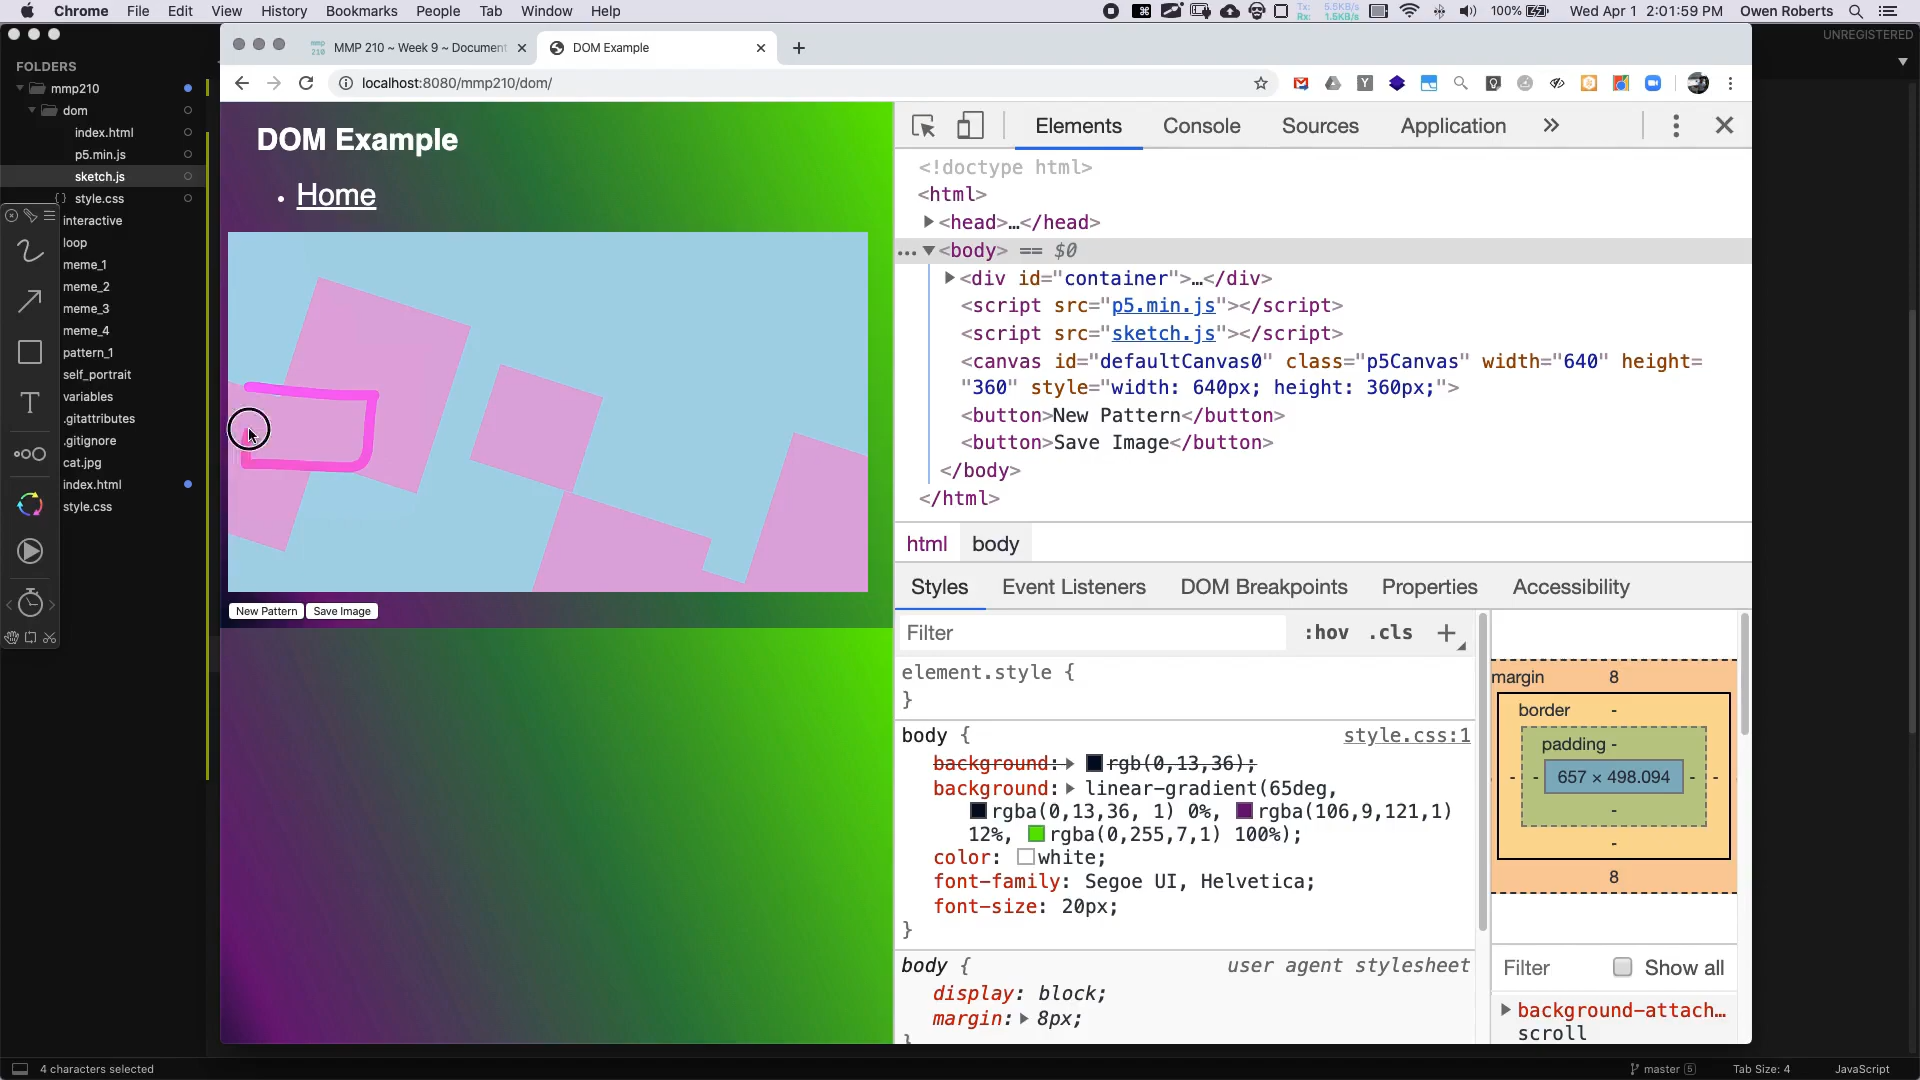 Chrome File Edit View History Bookmarks People Tab Window Help Tx: 5.5KB/s Rx: 1.5KB/s 100% Wed Apr 1 2:01:59 PM Owen Roberts
UNREGISTERED
mmp 210 MMP 210 ~ Week 9 ~ Document DOM Example
localhost:8080/mmp210/dom/
FOLDERS
mmp210
dom
index.html
p5.min.js
sketch.js
{} style.css
interactive
loop
meme_1
meme_2
meme_3
meme_4
pattern_1
self_portrait
variables
.gitattributes
.gitignore
cat.jpg
index.html
style.css
DOM Example
• Home
New Pattern Save Image
Elements Console Sources Application »
<!doctype html>
<html>
<head>…</head>
<body> == $0
<div id="container">…</div>
<script src="p5.min.js"></script>
<script src="sketch.js"></script>
<canvas id="defaultCanvas0" class="p5Canvas" width="640" height=
"360" style="width: 640px; height: 360px;">
<button>New Pattern</button>
<button>Save Image</button>
</body>
</html>
html body
Styles Event Listeners DOM Breakpoints Properties Accessibility
Filter :hov .cls +
element.style {
}
body { style.css:1
background: rgb(0,13,36);
background: linear-gradient(65deg,
rgba(0,13,36, 1) 0%, rgba(106,9,121,1)
12%, rgba(0,255,7,1) 100%);
color: white;
font-family: Segoe UI, Helvetica;
font-size: 20px;
}
body { user agent stylesheet
display: block;
margin: 8px;
}
margin 8
border -
padding -
- - 657 × 498.094 - -
-
-
8
Filter Show all
background-attach…
scroll
4 characters selected master 5 Tab Size: 4 JavaScript